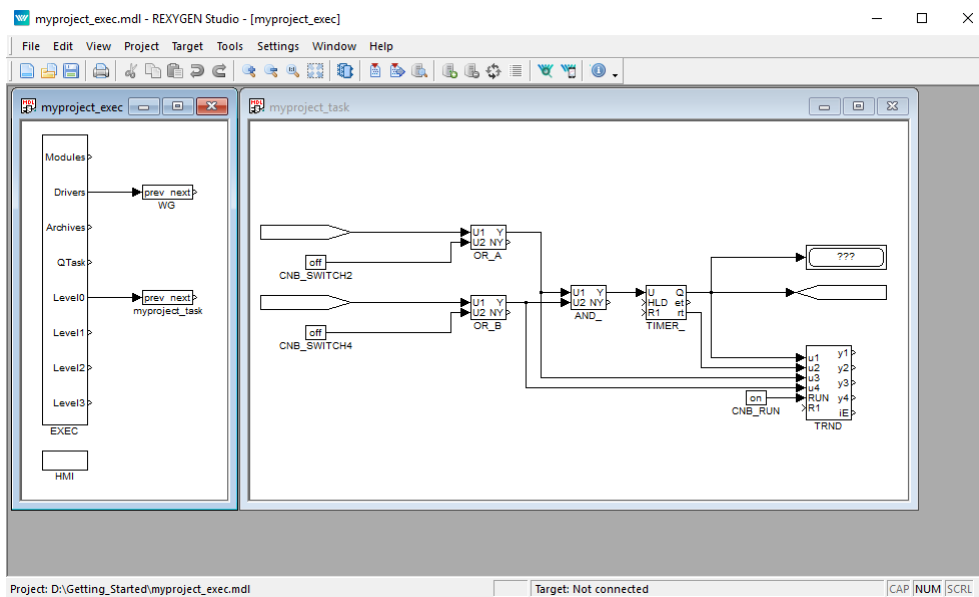 myproject_exec.mdl - REXYGEN Studio - [myproject_exec]
File Edit View Project Target Tools Settings Window Help
myproject_exec
Modules
Drivers
prev next
WG
Archives
QTask
Level0
prev next
myproject_task
Level1
Level2
Level3
EXEC
HMI
myproject_task
U1 Y
U2 NY
OR_A
off
CNB_SWITCH2
???
U1 Y
U2 NY
AND_
U Q
HLD et
R1 rt
TIMER_
U1 Y
U2 NY
OR_B
off
CNB_SWITCH4
u1 y1
u2 y2
u3 y3
u4
RUN y4
R1 iE
TRND
on
CNB_RUN
Project: D:\Getting_Started\myproject_exec.mdl
Target: Not connected
CAP NUM SCRL